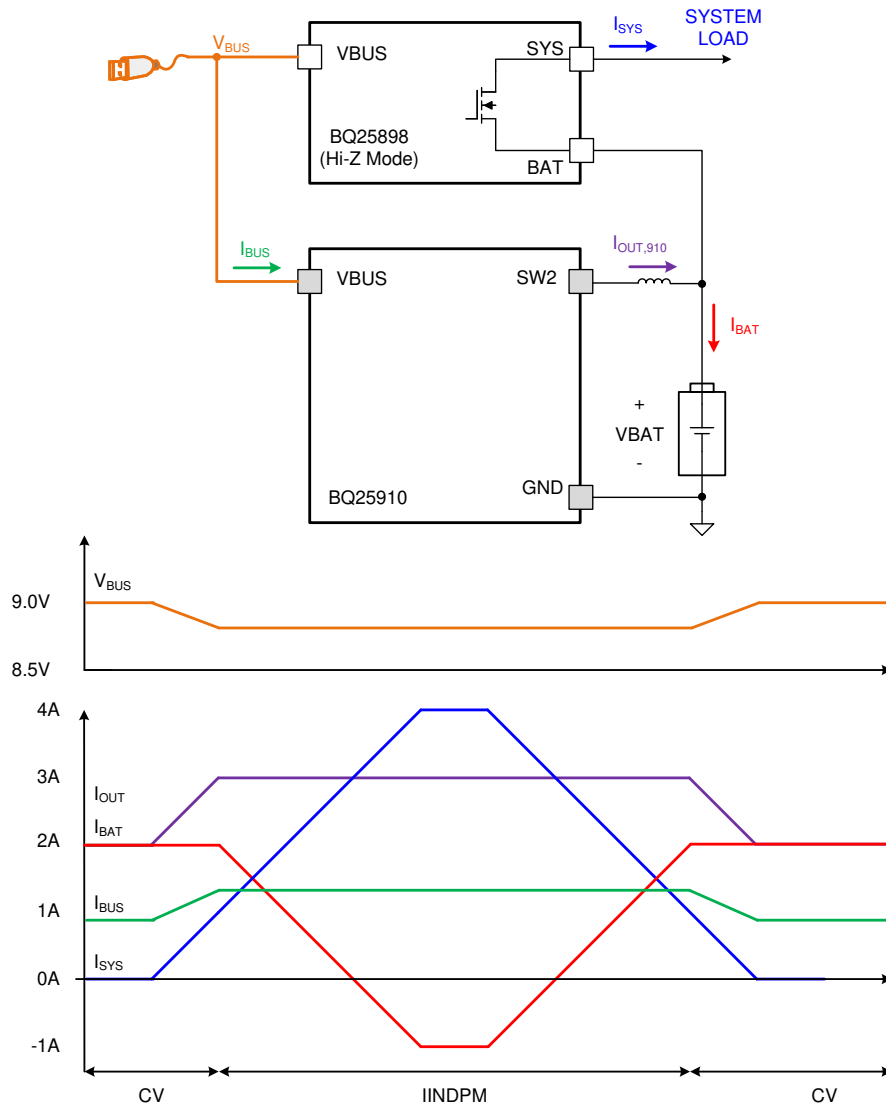 VBUS
VBUS
BQ25898
(Hi-Z Mode)
SYS
BAT
ISYS
SYSTEM
LOAD
IBUS
VBUS
BQ25910
SW2
GND
IOUT,910
IBAT
+
VBAT
-
VBUS
9.0V
8.5V
4A
3A
IOUT
IBAT
2A
IBUS
1A
ISYS
0A
-1A
CV
IINDPM
CV